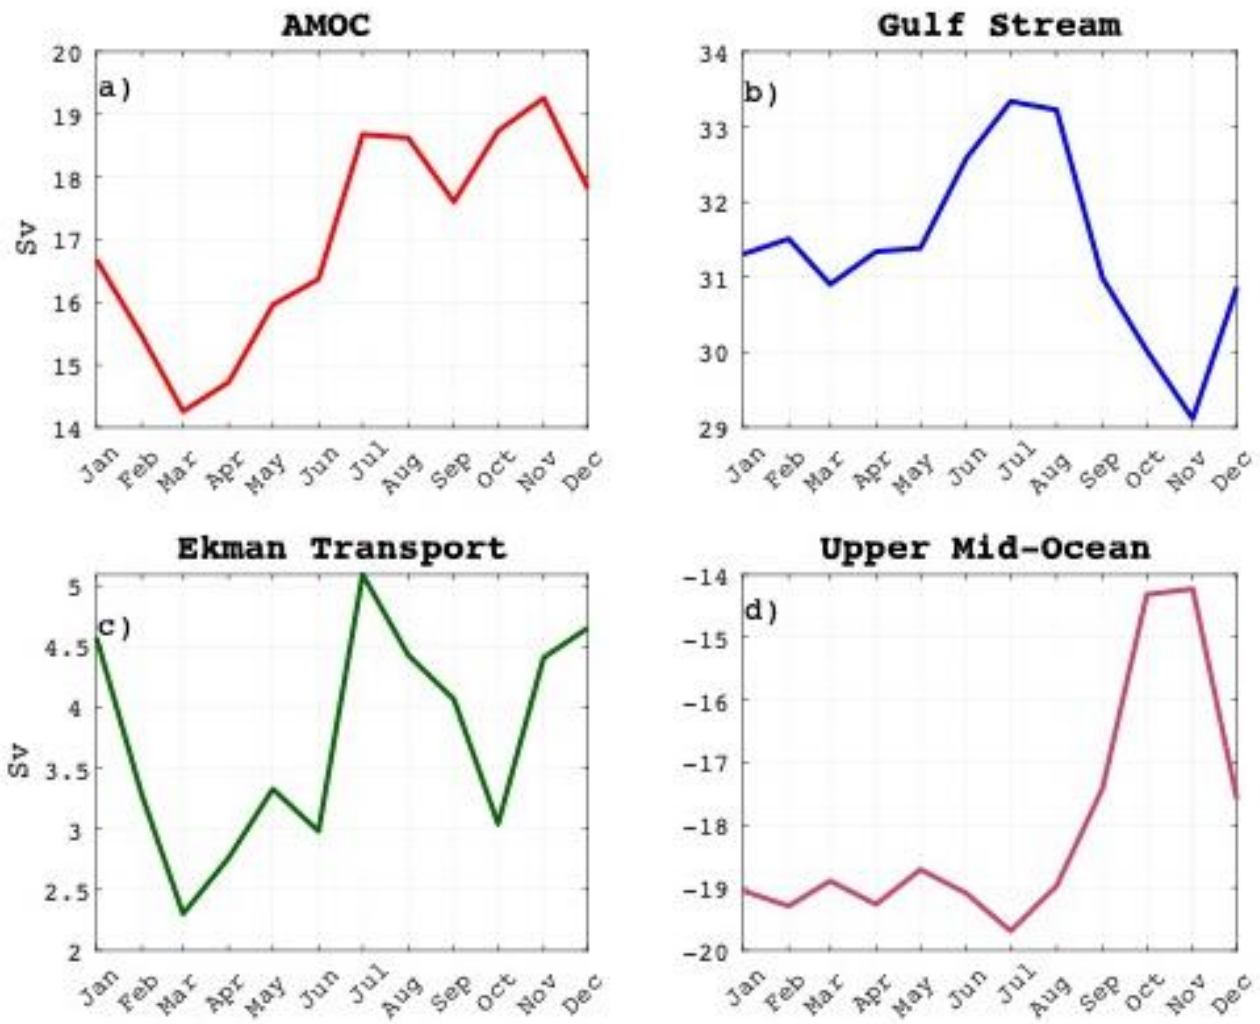 AMOC
a)
Sv
20
19
18
17
16
15
14
Jan Feb Mar Apr May Jun Jul Aug Sep Oct Nov Dec
Gulf Stream
b)
34
33
32
31
30
29
Jan Feb Mar Apr May Jun Jul Aug Sep Oct Nov Dec
Ekman Transport
c)
Sv
5
4.5
4
3.5
3
2.5
2
Jan Feb Mar Apr May Jun Jul Aug Sep Oct Nov Dec
Upper Mid-Ocean
d)
-14
-15
-16
-17
-18
-19
-20
Jan Feb Mar Apr May Jun Jul Aug Sep Oct Nov Dec